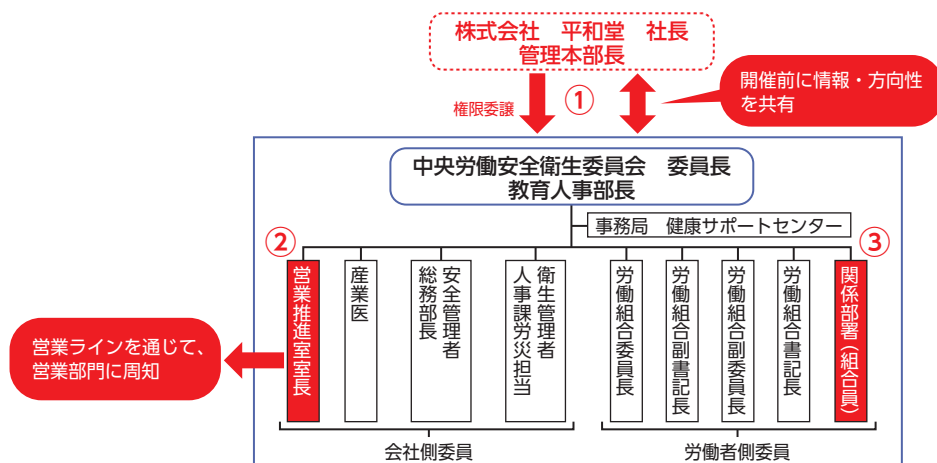 株式会社　平和堂　社長
管理本部長
権限委譲
①
開催前に情報・方向性
を共有
中央労働安全衛生委員会　委員長
教育人事部長
事務局　健康サポートセンター
②
③
営業推進室室長
産業医
安全管理者
総務部長
衛生管理者
人事課労災担当
労働組合委員長
労働組合副書記長
労働組合副委員長
労働組合書記長
関係部署（組合員）
営業ラインを通じて、
営業部門に周知
会社側委員
労働者側委員